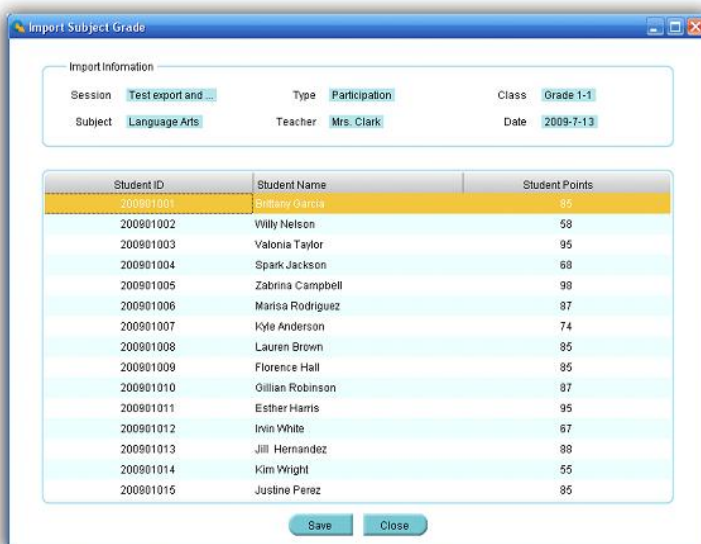 Import Subject Grade
Import Infomation
Session Test export and ... Type Participation Class Grade 1-1
Subject Language Arts Teacher Mrs. Clark Date 2009-7-13
Student ID Student Name Student Points
200901001 Brittany Garcia 85
200901002 Willy Nelson 58
200901003 Valonia Taylor 95
200901004 Spark Jackson 68
200901005 Zabrina Campbell 98
200901006 Marisa Rodriguez 87
200901007 Kyle Anderson 74
200901008 Lauren Brown 85
200901009 Florence Hall 85
200901010 Gillian Robinson 87
200901011 Esther Harris 95
200901012 Irvin White 67
200901013 Jill Hernandez 88
200901014 Kim Wright 55
200901015 Justine Perez 85
Save Close